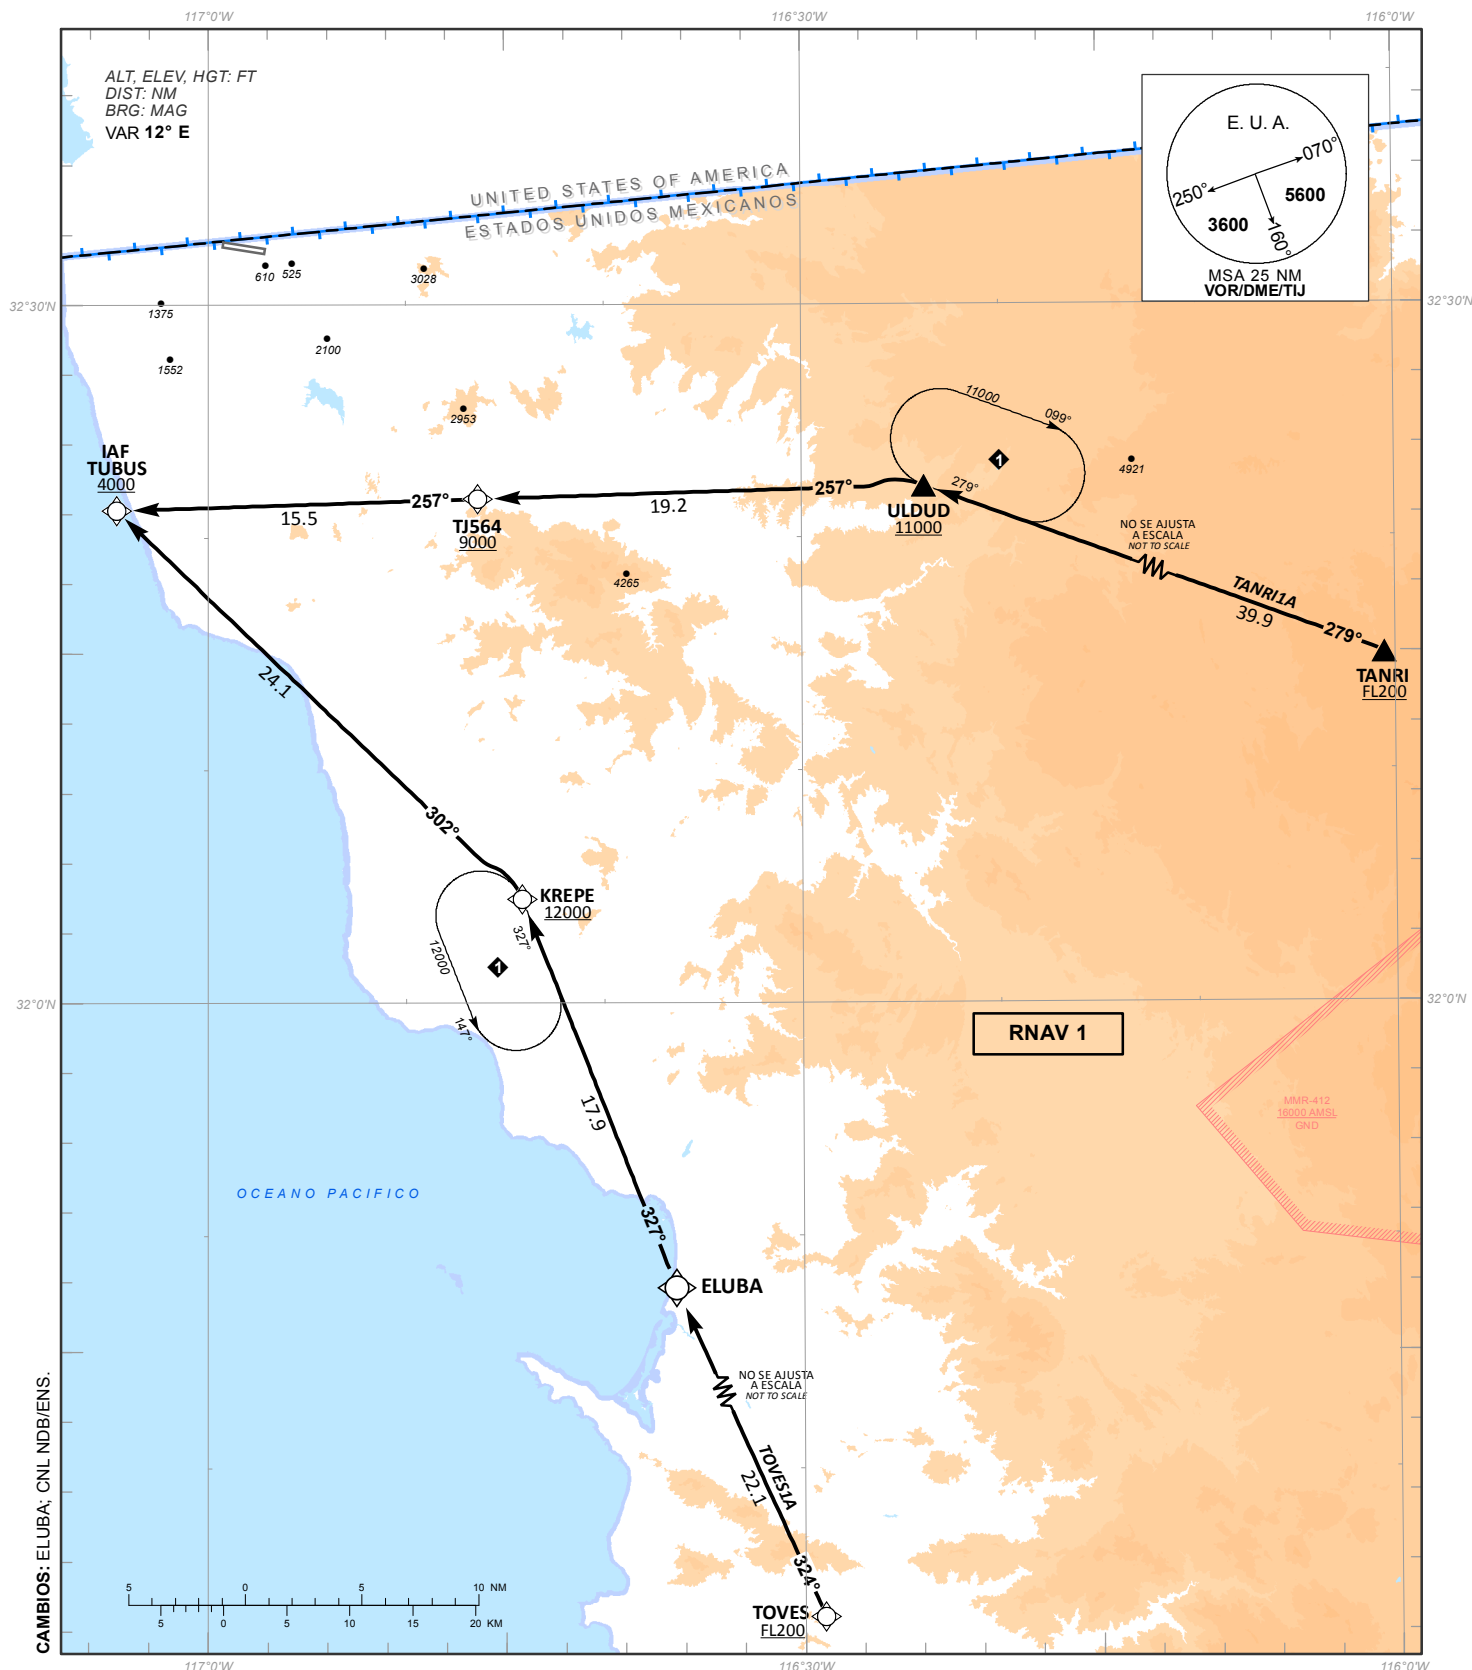 117°0'W
116°30'W
116°0'W
ALT, ELEV, HGT: FT
DIST: NM
BRG: MAG
VAR 12° E
E. U. A.
070°
250°
5600
3600
160°
MSA 25 NM
VOR/DME/TIJ
UNITED STATES OF AMERICA
ESTADOS UNIDOS MEXICANOS
610
525
3028
32°30'N
32°30'N
1375
2100
1552
2953
11000
099°
4921
1
279°
IAF
TUBUS
4000
257°
15.5
TJ564
9000
19.2
257°
ULDUD
11000
NO SE AJUSTA
A ESCALA
NOT TO SCALE
4265
TANRI1A
39.9
279°
TANRI
FL200
24.1
302°
KREPE
12000
327°
12000
1
147°
32°0'N
32°0'N
RNAV 1
MMR-412
16000 AMSL
GND
17.9
OCEANO PACIFICO
327°
ELUBA
NO SE AJUSTA
A ESCALA
NOT TO SCALE
TOVES1A
22.1
324°
TOVES
FL200
5 0 5 10 NM
5 0 5 10 15 20 KM
CAMBIOS: ELUBA; CNL NDB/ENS.
117°0'W
116°30'W
116°0'W